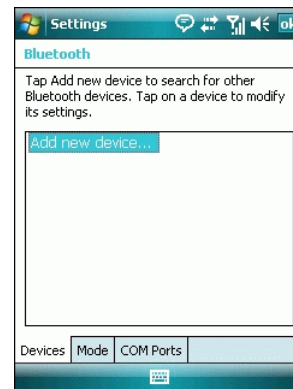 Settings
ok
Bluetooth
Tap Add new device to search for other
Bluetooth devices. Tap on a device to modify
its settings.
Add new device...
Devices Mode COM Ports